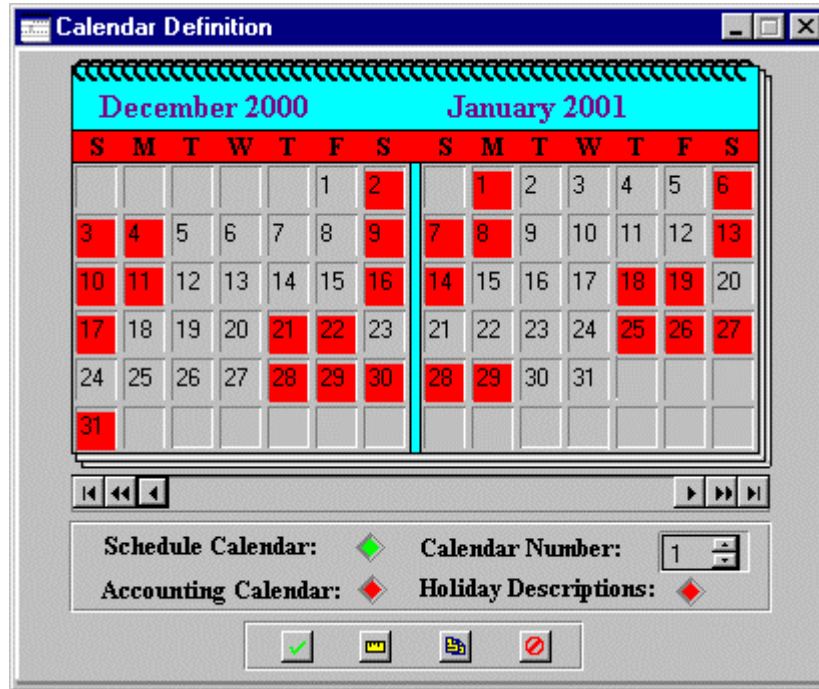 Calendar Definition
December 2000 January 2001
S M T W T F S S M T W T F S
1 2 1 2 3 4 5 6
3 4 5 6 7 8 9 7 8 9 10 11 12 13
10 11 12 13 14 15 16 14 15 16 17 18 19 20
17 18 19 20 21 22 23 21 22 23 24 25 26 27
24 25 26 27 28 29 30 28 29 30 31
31
Schedule Calendar: Calendar Number: 1
Accounting Calendar: Holiday Descriptions: